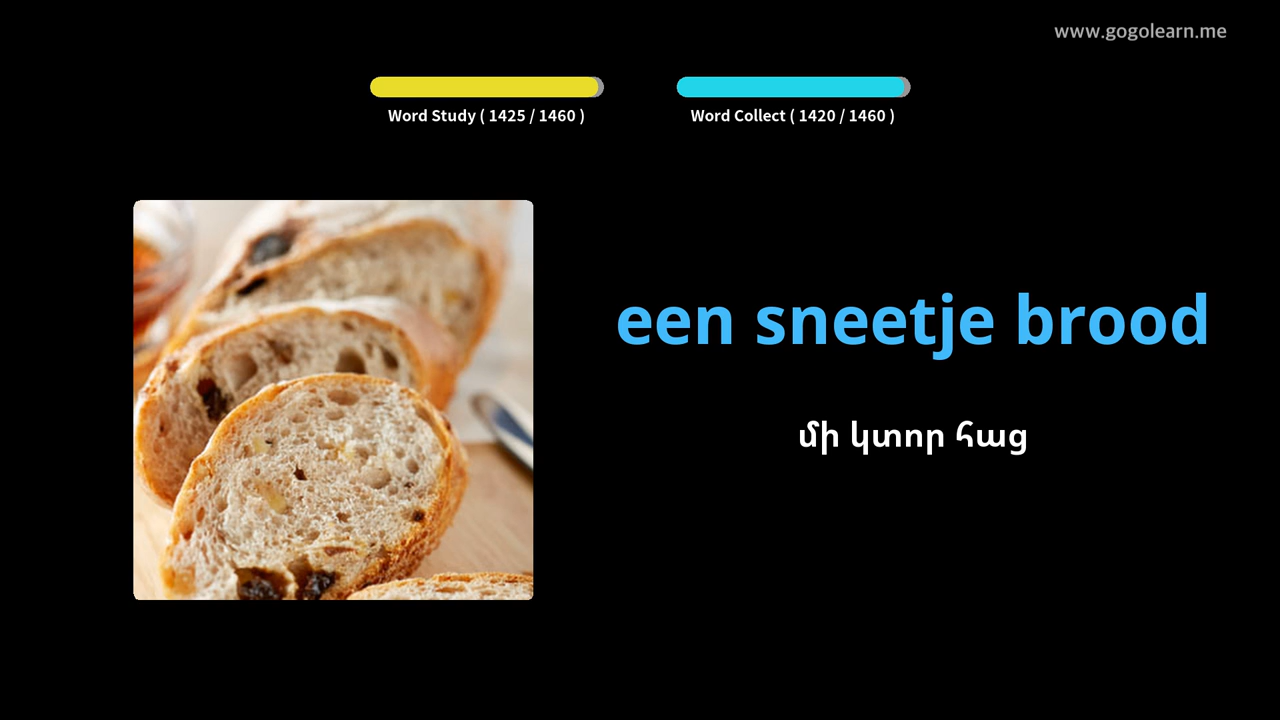 www.gogolearn.me
Word Study ( 1425 / 1460 )
Word Collect ( 1420 / 1460 )
een sneetje brood
մի կտոր հաց